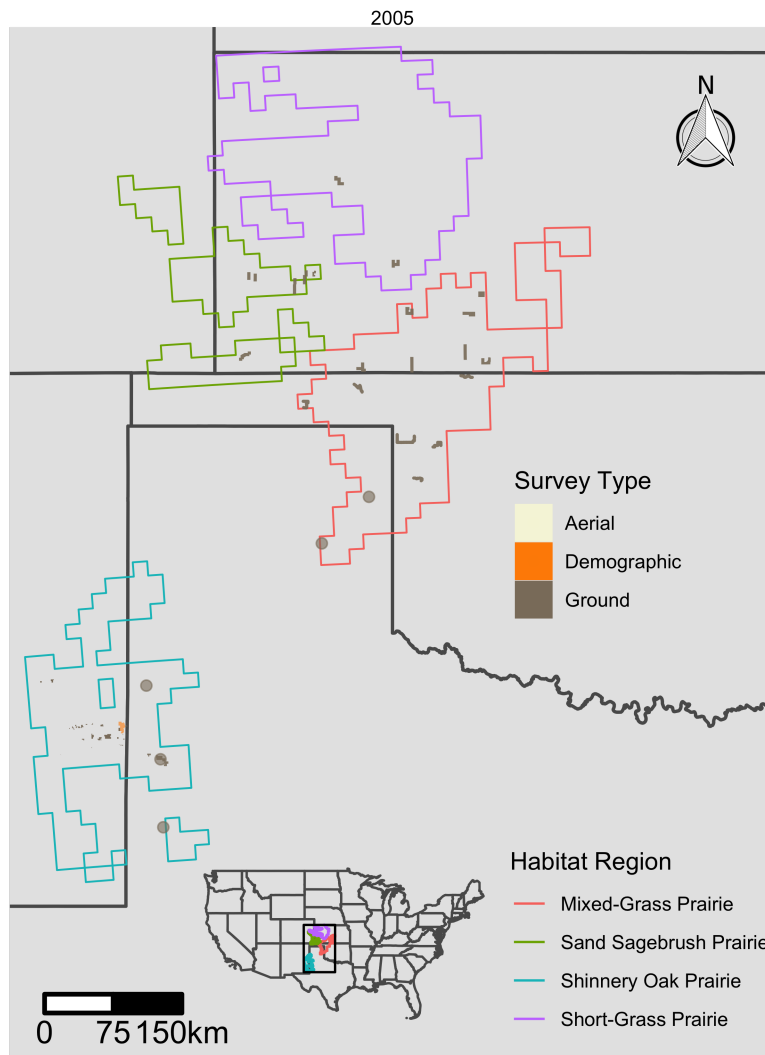 2005
N
Survey Type
Aerial
Demographic
Ground
Habitat Region
Mixed-Grass Prairie
Sand Sagebrush Prairie
Shinnery Oak Prairie
Short-Grass Prairie
0 75 150km